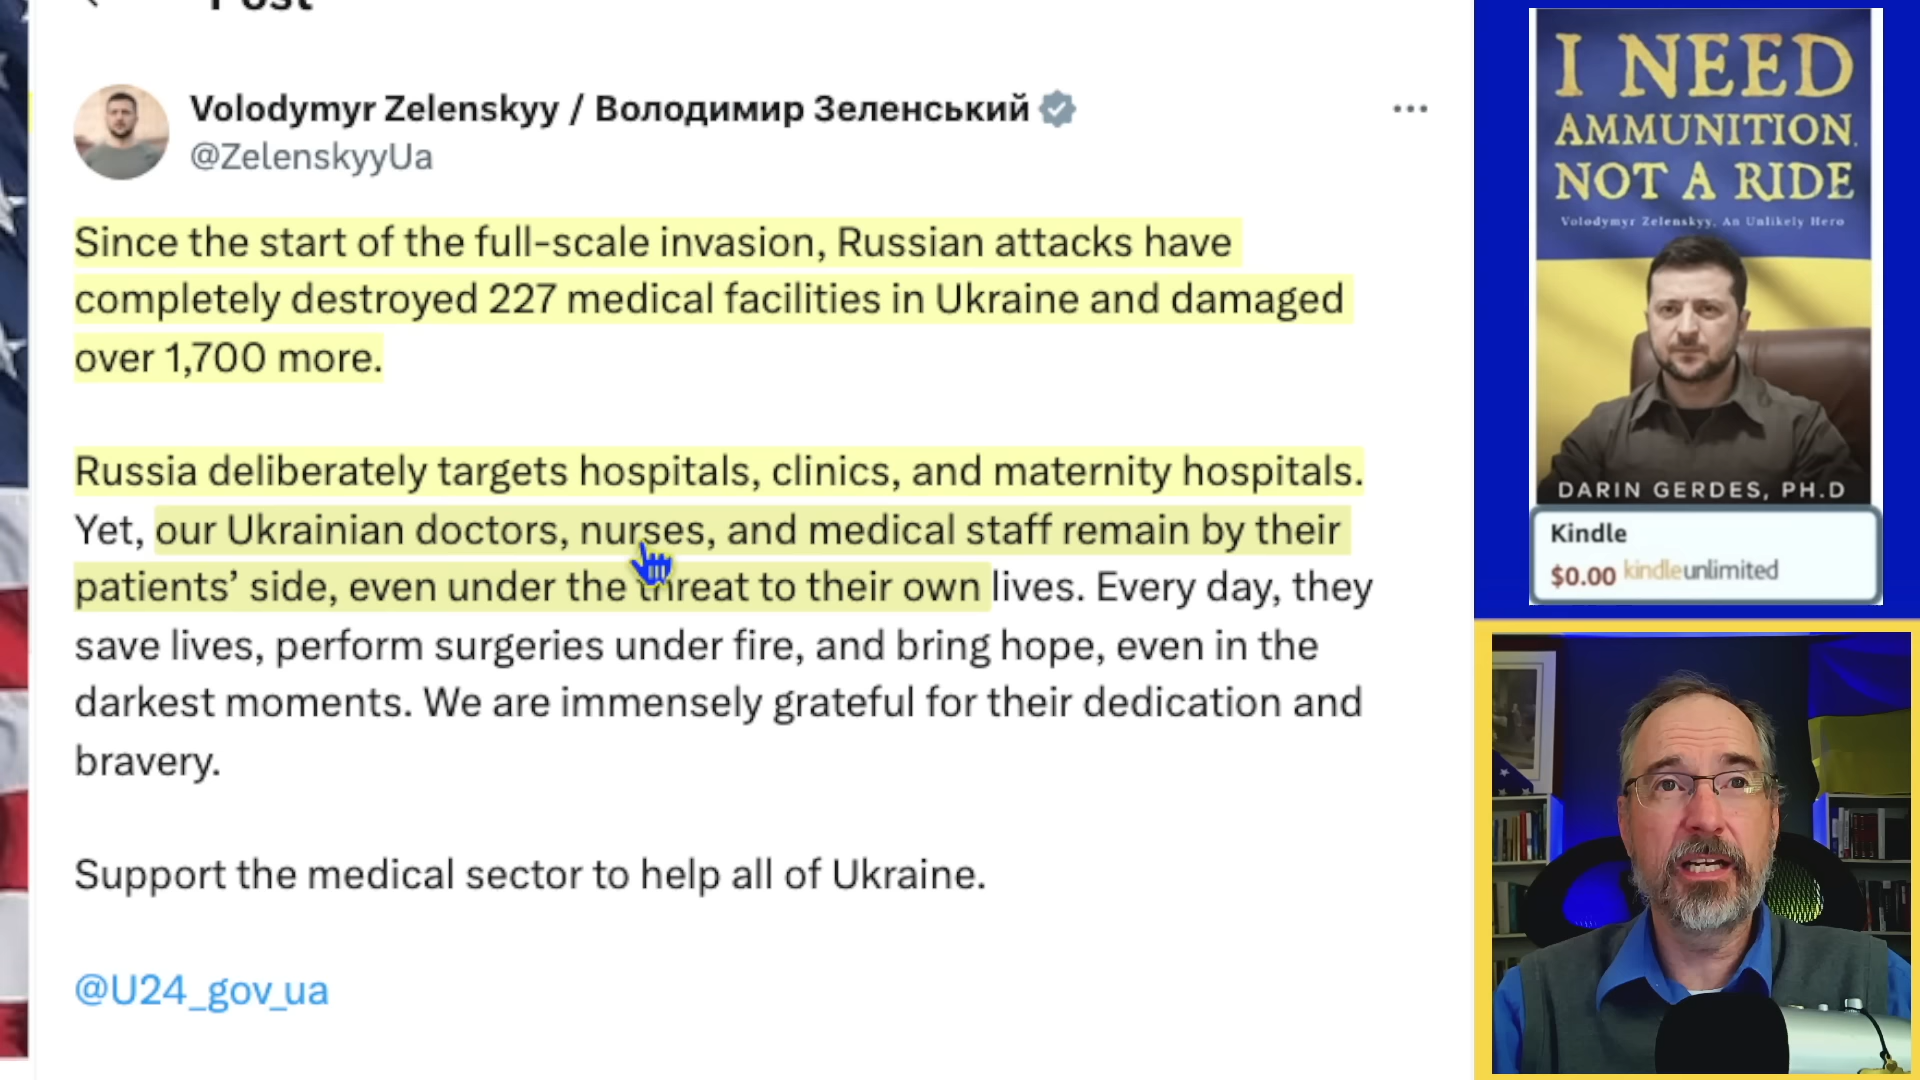 Post
Volodymyr Zelenskyy / Володимир Зеленський
@ZelenskyyUa
Since the start of the full-scale invasion, Russian attacks have
completely destroyed 227 medical facilities in Ukraine and damaged
over 1,700 more.
Russia deliberately targets hospitals, clinics, and maternity hospitals.
Yet, our Ukrainian doctors, nurses, and medical staff remain by their
patients’ side, even under the threat to their own lives. Every day, they
save lives, perform surgeries under fire, and bring hope, even in the
darkest moments. We are immensely grateful for their dedication and
bravery.
Support the medical sector to help all of Ukraine.
@U24_gov_ua
I NEED
AMMUNITION,
NOT A RIDE
Volodymyr Zelenskyy, An Unlikely Hero
DARIN GERDES, PH.D
Kindle
$0.00 kindleunlimited